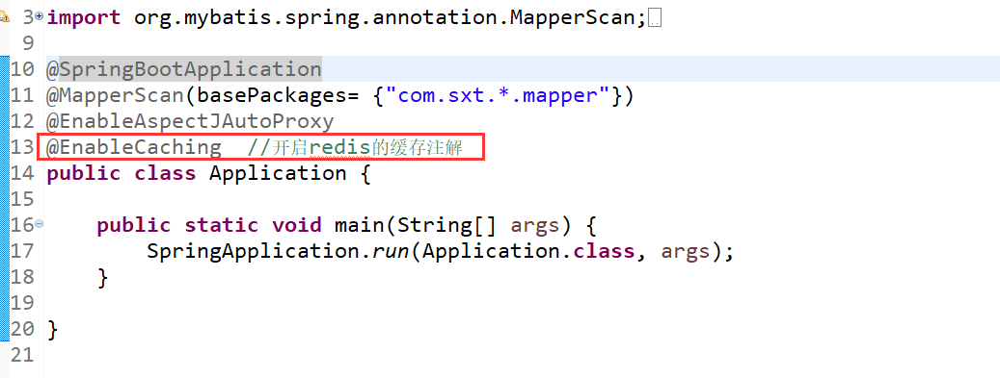 3 import org.mybatis.spring.annotation.MapperScan;
9
10 @SpringBootApplication
11 @MapperScan(basePackages= {"com.sxt.*.mapper"})
12 @EnableAspectJAutoProxy
13 @EnableCaching  //开启redis的缓存注解
14 public class Application {
15
16     public static void main(String[] args) {
17         SpringApplication.run(Application.class, args);
18     }
19
20 }
21